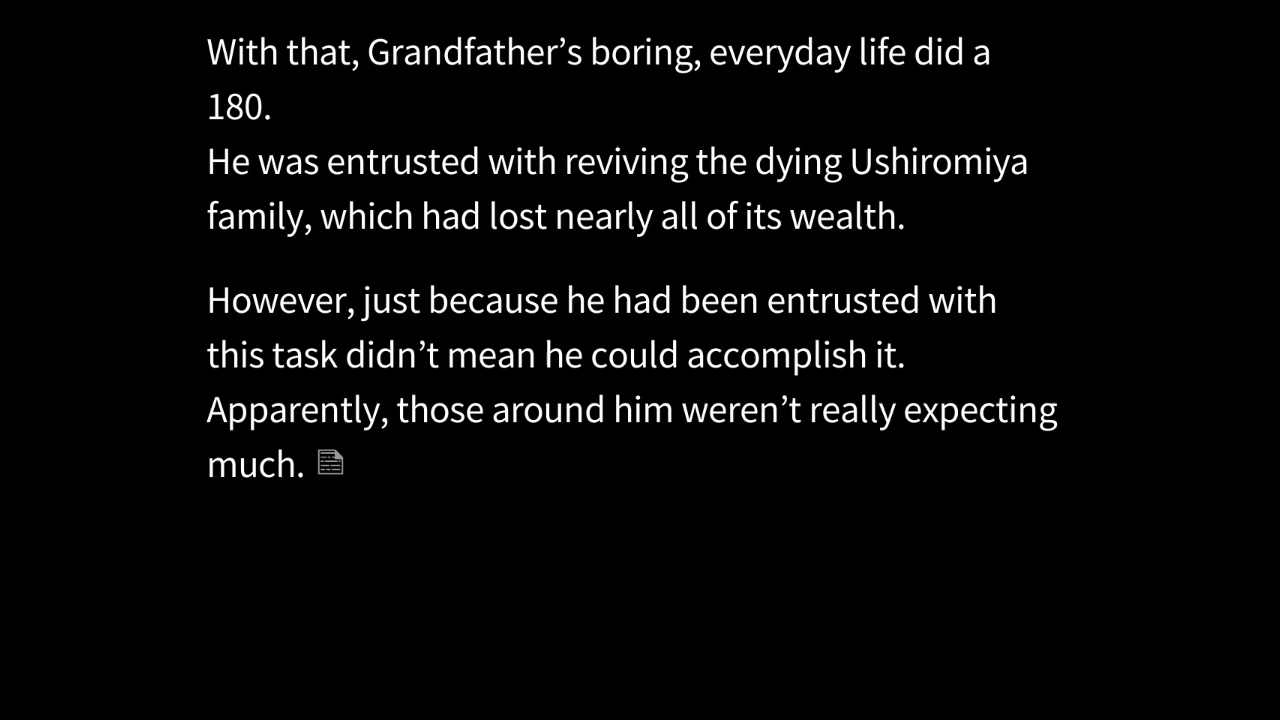 With that, Grandfather’s boring, everyday life did a
180.
He was entrusted with reviving the dying Ushiromiya
family, which had lost nearly all of its wealth.
However, just because he had been entrusted with
this task didn’t mean he could accomplish it.
Apparently, those around him weren’t really expecting
much.